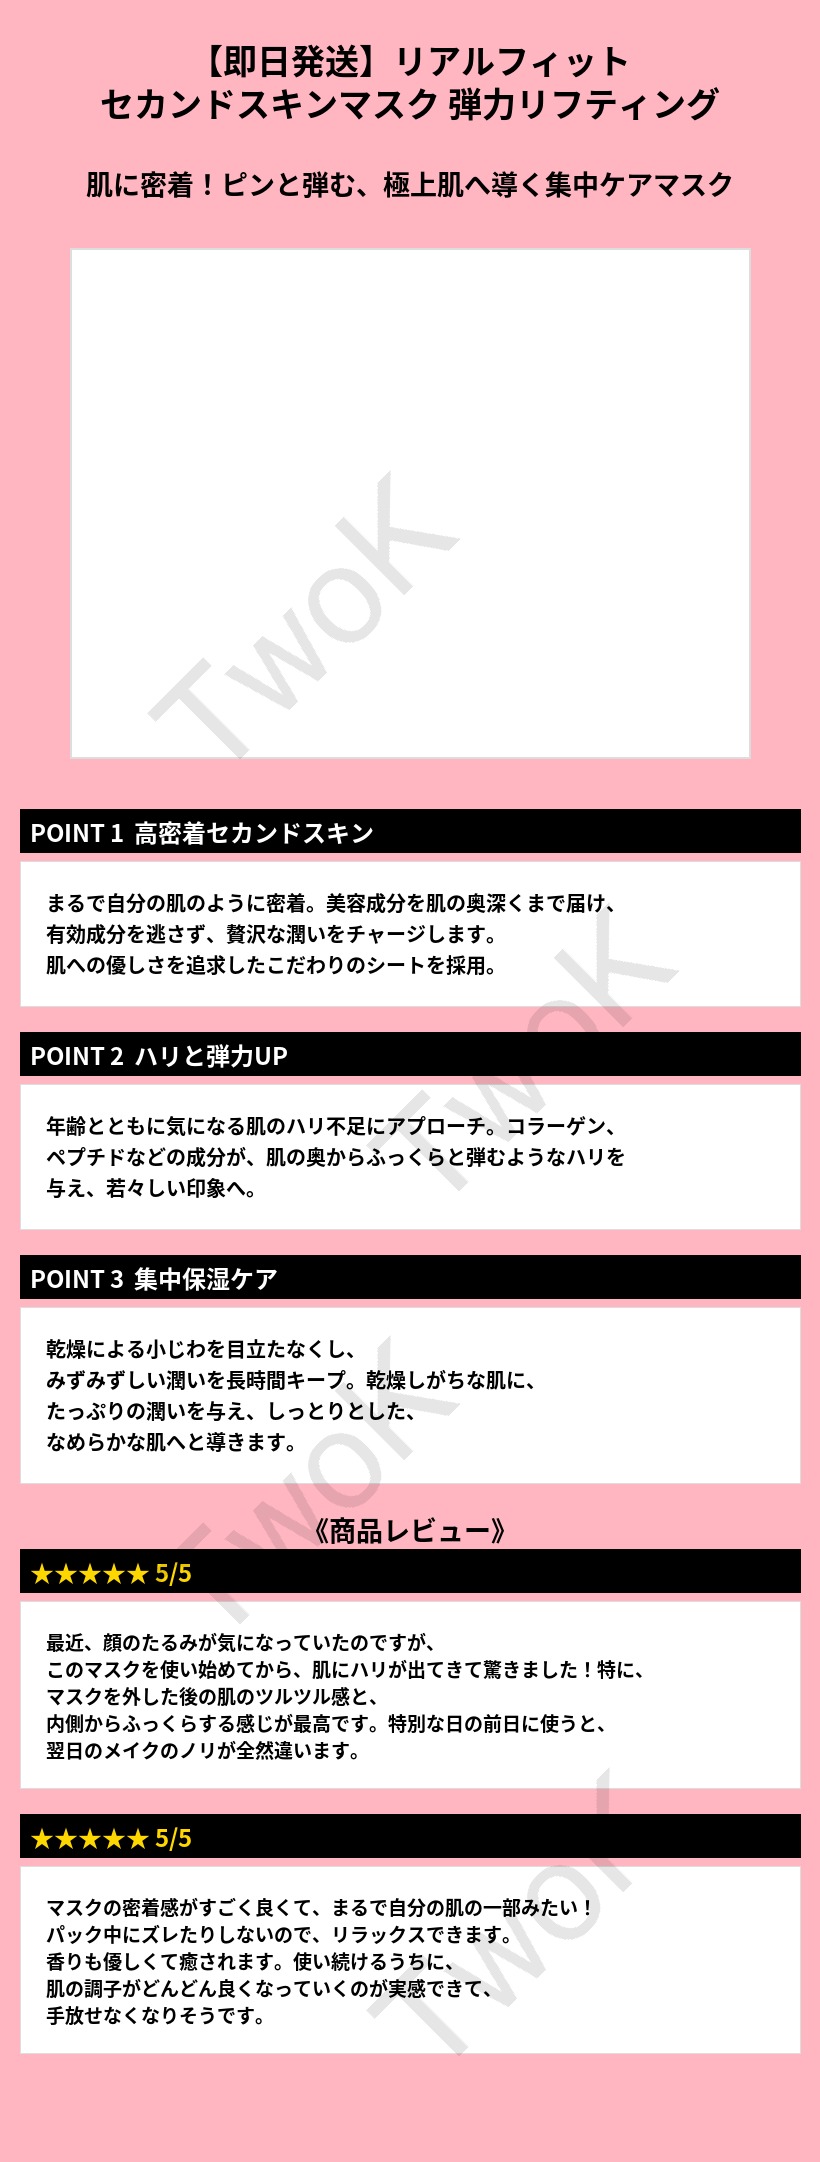 【即日発送】リアルフィット
セカンドスキンマスク 弾力リフティング
肌に密着！ピンと弾む、極上肌へ導く集中ケアマスク
TwoK
POINT 1 高密着セカンドスキン
まるで自分の肌のように密着。美容成分を肌の奥深くまで届け、
有効成分を逃さず、贅沢な潤いをチャージします。
肌への優しさを追求したこだわりのシートを採用。
TwoK
POINT 2 ハリと弾力UP
年齢とともに気になる肌のハリ不足にアプローチ。コラーゲン、
ペプチドなどの成分が、肌の奥からふっくらと弾むようなハリを
与え、若々しい印象へ。
POINT 3 集中保湿ケア
乾燥による小じわを目立たなくし、
みずみずしい潤いを長時間キープ。乾燥しがちな肌に、
たっぷりの潤いを与え、しっとりとした、
なめらかな肌へと導きます。
TwoK
《商品レビュー》
★★★★★ 5/5
最近、顔のたるみが気になっていたのですが、
このマスクを使い始めてから、肌にハリが出てきて驚きました！特に、
マスクを外した後の肌のツルツル感と、
内側からふっくらする感じが最高です。特別な日の前日に使うと、
翌日のメイクのノリが全然違います。
★★★★★ 5/5
マスクの密着感がすごく良くて、まるで自分の肌の一部みたい！
パック中にズレたりしないので、リラックスできます。
香りも優しくて癒されます。使い続けるうちに、
肌の調子がどんどん良くなっていくのが実感できて、
手放せなくなりそうです。
TwoK